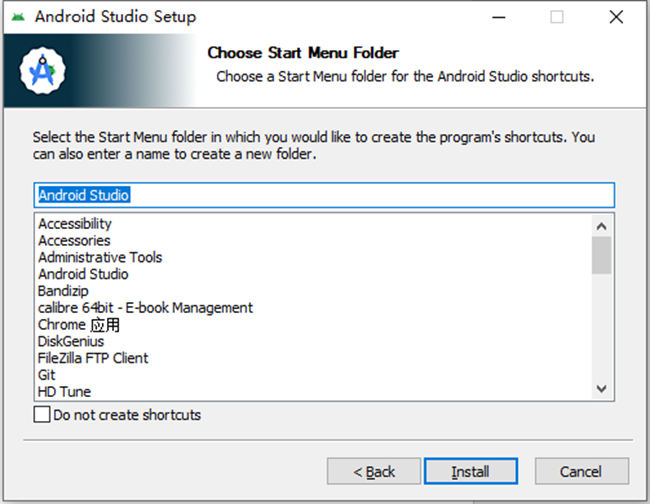 Android Studio Setup
Choose Start Menu Folder
Choose a Start Menu folder for the Android Studio shortcuts.
Select the Start Menu folder in which you would like to create the program's shortcuts. You
can also enter a name to create a new folder.
Android Studio
Accessibility
Accessories
Administrative Tools
Android Studio
Bandizip
calibre 64bit - E-book Management
Chrome 应用
DiskGenius
FileZilla FTP Client
Git
HD Tune
Do not create shortcuts
< Back Install Cancel